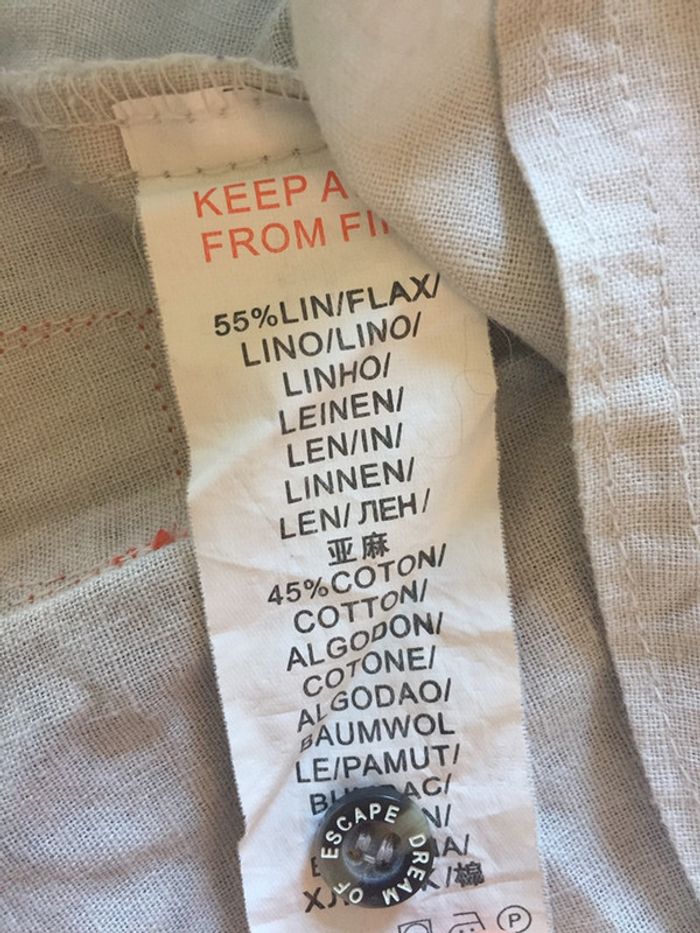 KEEP A
FROM FI
55%LIN/FLAX/
LINO/LINO/
LINHO/
LEINEN/
LEN/IN/
LINNEN/
LEN/ ЛЕН/
亚麻
45%COTON/
COTTON/
ALGODON/
COTONE/
ALGODAO/
BAUMWOL
LE/PAMUT/
/棉
DREAM OF ESCAPE
P